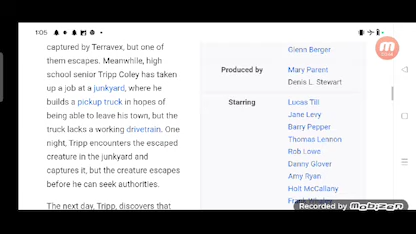 1:05
captured by Terravex, but one of
them escapes. Meanwhile, high
school senior Tripp Coley has taken
up a job at a junkyard, where he
builds a pickup truck in hopes of
being able to leave his town, but
the truck lacks a working drivetrain. One
night, Tripp encounters the escaped
creature in the junkyard and
captures it, but the creature escapes
before he can seek authorities.
The next day, Tripp discovers that
Glenn Berger
Produced by
Mary Parent
Denis L. Stewart
Starring
Lucas Till
Jane Levy
Barry Pepper
Thomas Lennon
Rob Lowe
Danny Glover
Amy Ryan
Holt McCallany
Frank Whaley
Recorded by Mobizen